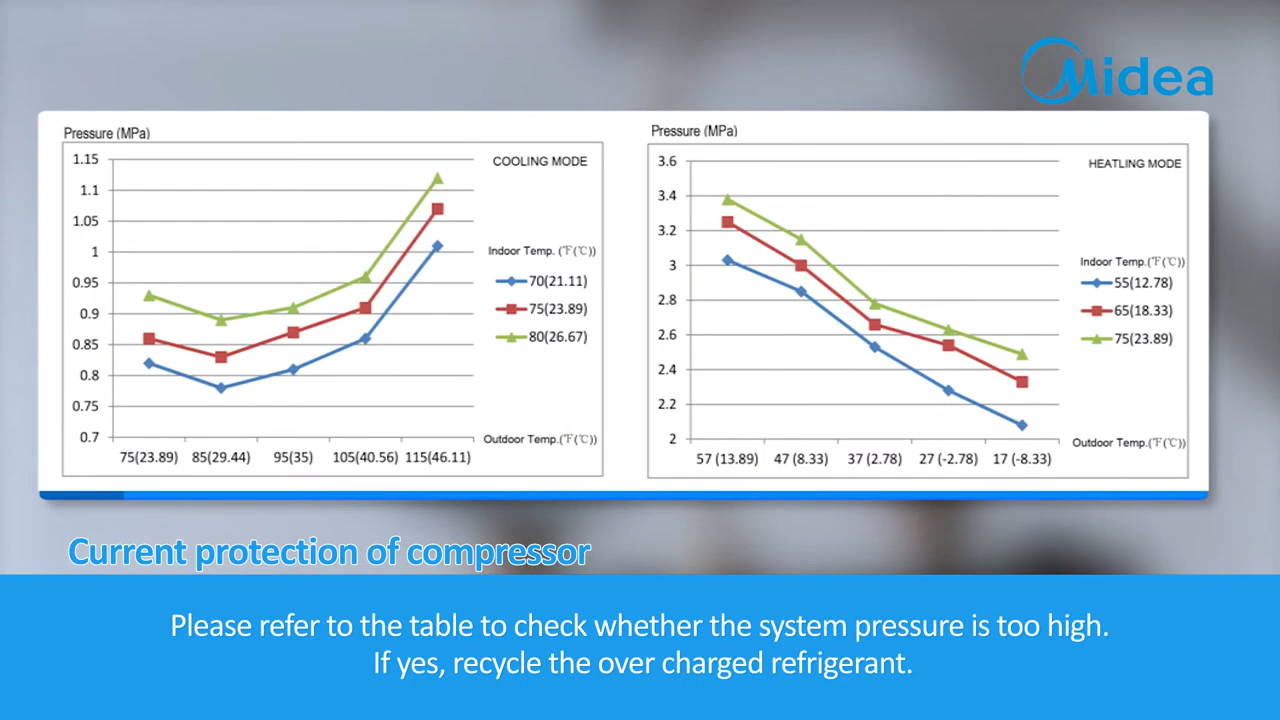 Midea
Pressure (MPa)
1.15
1.1
1.05
1
0.95
0.9
0.85
0.8
0.75
0.7
COOLING MODE
Indoor Temp. (℉(℃))
70(21.11)
75(23.89)
80(26.67)
Outdoor Temp.(℉(℃))
75(23.89) 85(29.44) 95(35) 105(40.56) 115(46.11)
Pressure (MPa)
3.6
3.4
3.2
3
2.8
2.6
2.4
2.2
2
HEATLING MODE
Indoor Temp.(℉(℃))
55(12.78)
65(18.33)
75(23.89)
Outdoor Temp.(℉(℃))
57 (13.89) 47 (8.33) 37 (2.78) 27 (-2.78) 17 (-8.33)
Current protection of compressor
Please refer to the table to check whether the system pressure is too high.
If yes, recycle the over charged refrigerant.